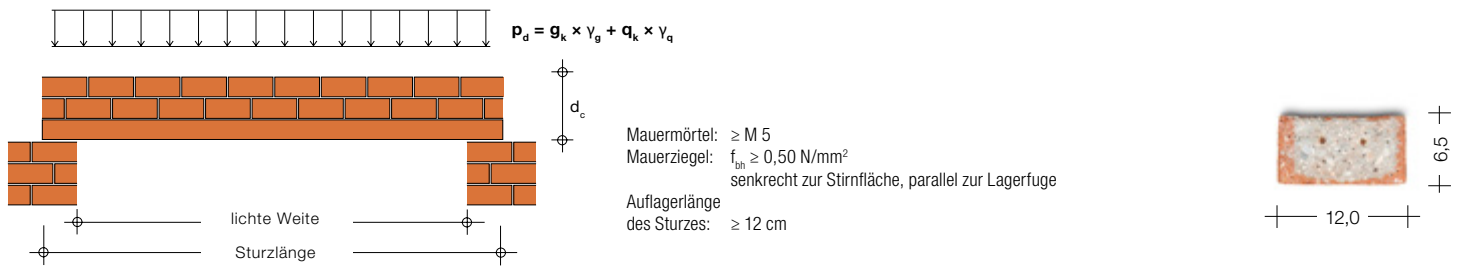 p_d = g_k × γ_g + q_k × γ_q
d_c
lichte Weite
Sturzlänge
Mauermörtel: ≥ M 5
Mauerziegel: f_bh ≥ 0,50 N/mm²
senkrecht zur Stirnfläche, parallel zur Lagerfuge
Auflagerlänge
des Sturzes: ≥ 12 cm
6,5
12,0